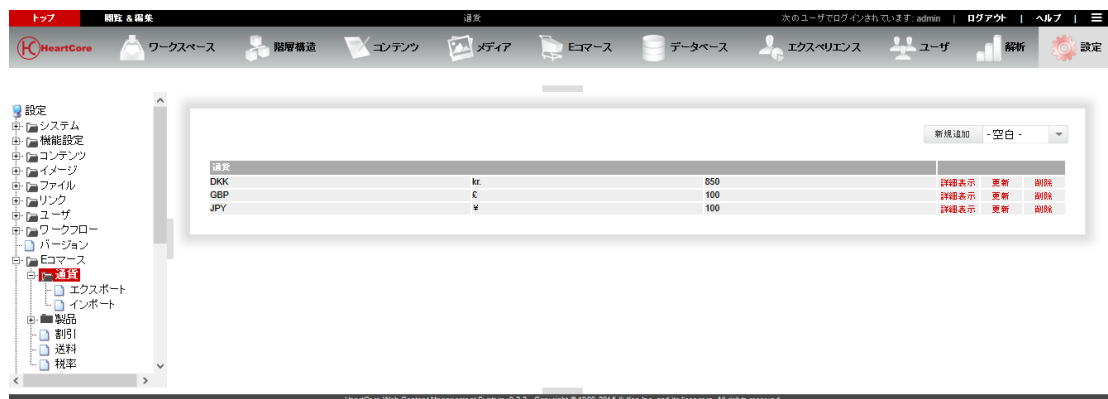 トップ 閲覧 & 編集 通貨 次のユーザでログインされています: admin | ログアウト | ヘルプ |
HeartCore ワークスペース 階層構造 コンテンツ メディア Eコマース データベース エクスペリエンス ユーザ 解析 設定
設定
システム
機能設定
コンテンツ
イメージ
ファイル
リンク
ユーザ
ワークフロー
バージョン
Eコマース
通貨
エクスポート
インポート
製品
割引
送料
税率
新規追加 - 空白 -
通貨
DKK kr. 850 詳細表示 更新 削除
GBP £ 100 詳細表示 更新 削除
JPY ¥ 100 詳細表示 更新 削除